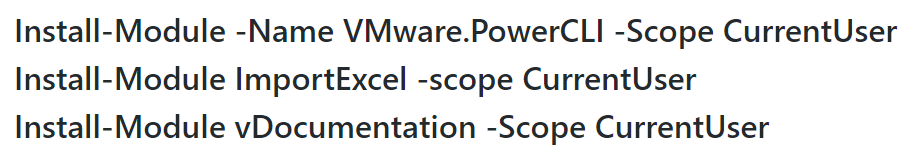 Install-Module -Name VMware.PowerCLI -Scope CurrentUser
Install-Module ImportExcel -scope CurrentUser
Install-Module vDocumentation -Scope CurrentUser